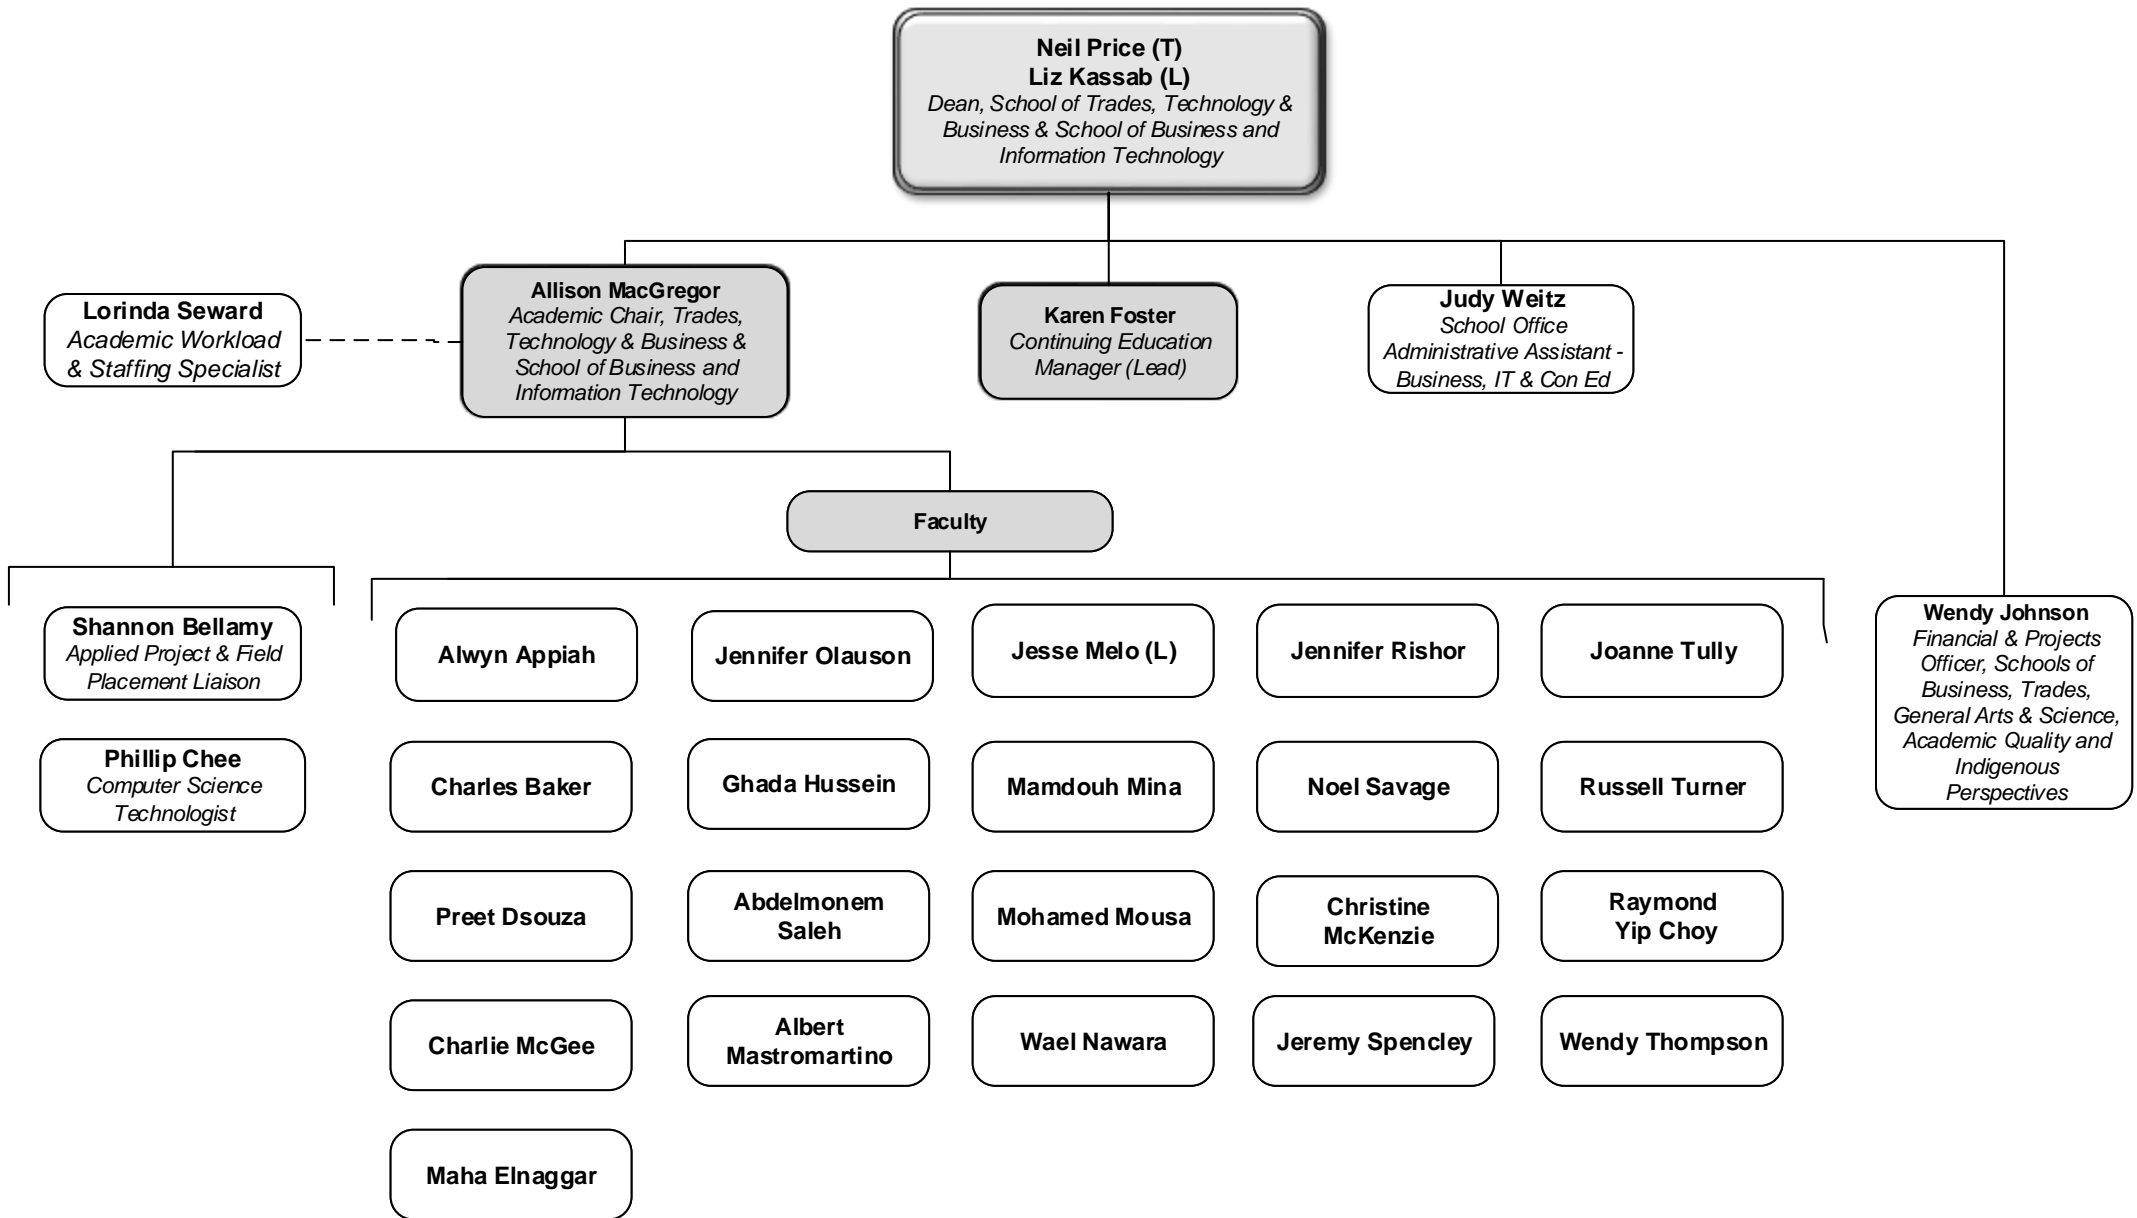 Neil Price (T)
Liz Kassab (L)
Dean, School of Trades, Technology &
Business & School of Business and
Information Technology
Lorinda Seward
Academic Workload
& Staffing Specialist
Allison MacGregor
Academic Chair, Trades,
Technology & Business &
School of Business and
Information Technology
Karen Foster
Continuing Education
Manager (Lead)
Judy Weitz
School Office
Administrative Assistant -
Business, IT & Con Ed
Faculty
Shannon Bellamy
Applied Project & Field
Placement Liaison
Phillip Chee
Computer Science
Technologist
Alwyn Appiah
Jennifer Olauson
Jesse Melo (L)
Jennifer Rishor
Joanne Tully
Charles Baker
Ghada Hussein
Mamdouh Mina
Noel Savage
Russell Turner
Preet Dsouza
Abdelmonem
Saleh
Mohamed Mousa
Christine
McKenzie
Raymond
Yip Choy
Charlie McGee
Albert
Mastromartino
Wael Nawara
Jeremy Spencley
Wendy Thompson
Maha Elnaggar
Wendy Johnson
Financial & Projects
Officer, Schools of
Business, Trades,
General Arts & Science,
Academic Quality and
Indigenous
Perspectives